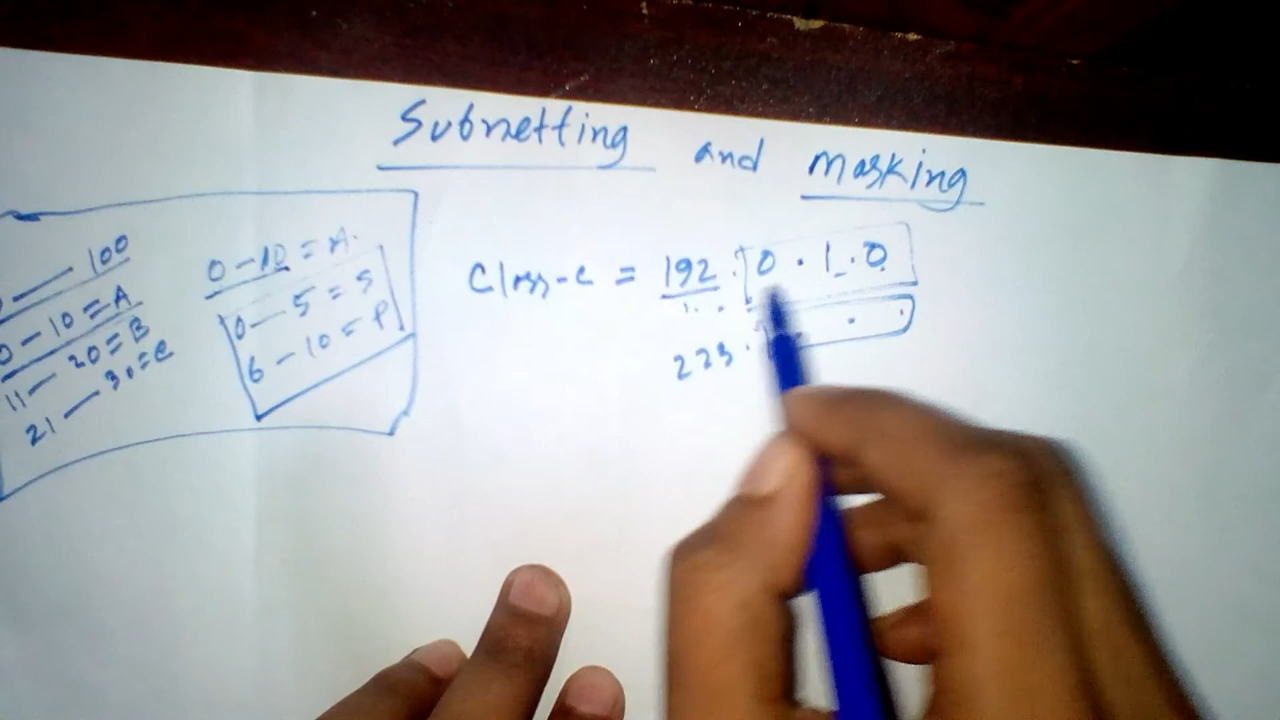 Subnetting and Masking
100
0-10=A
11-20=B
21-30=C
0-10=A
0-5=S
6-10=P
Class-C = 192.0.1.0
223.